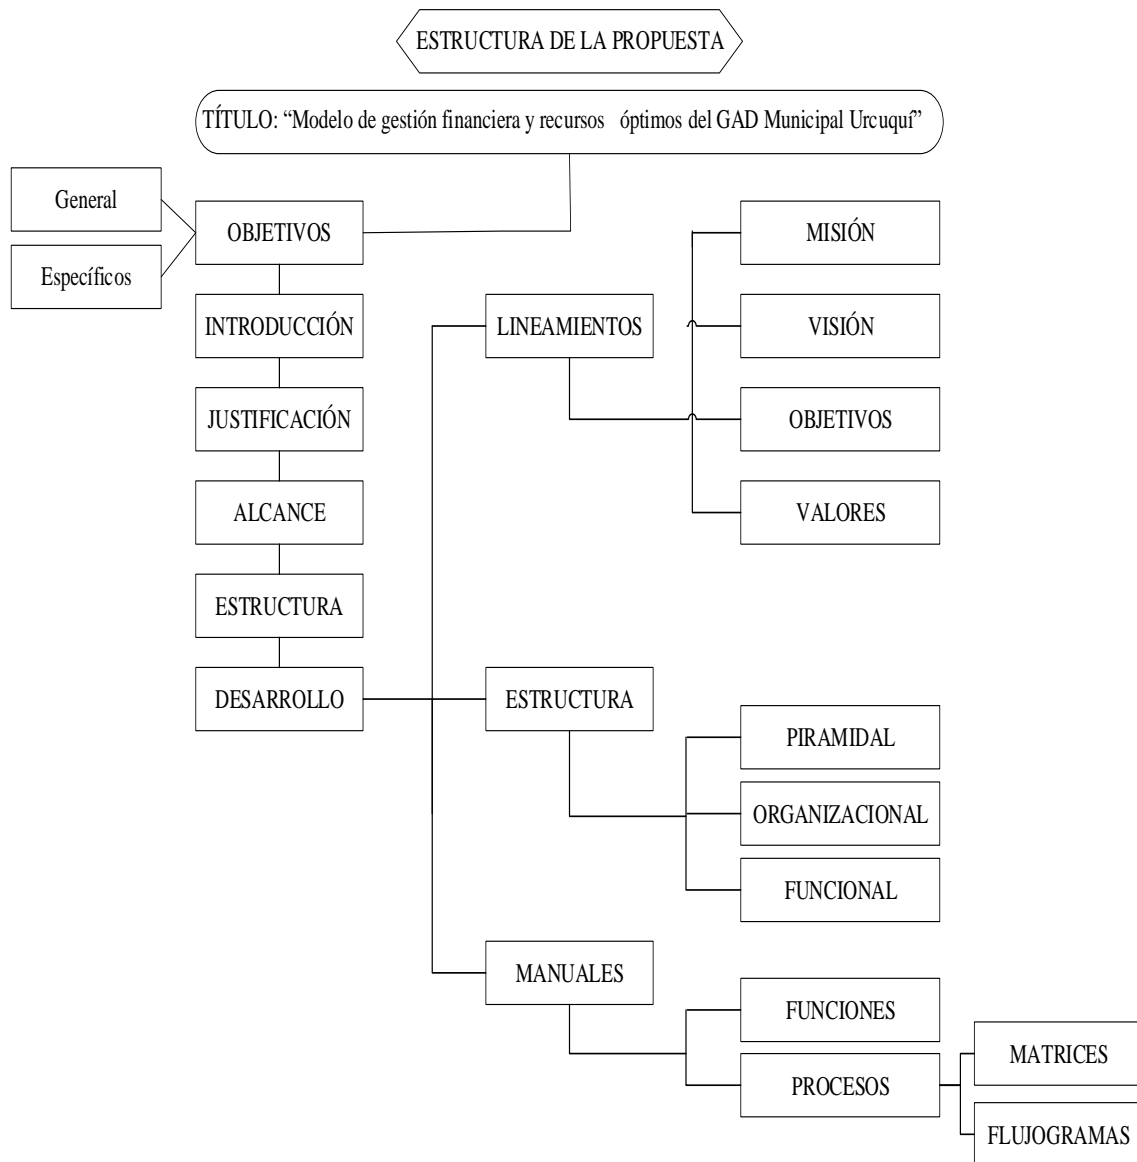 ESTRUCTURA DE LA PROPUESTA
TÍTULO: “Modelo de gestión financiera y recursos óptimos del GAD Municipal Urcuquí”
General
Específicos
OBJETIVOS
INTRODUCCIÓN
JUSTIFICACIÓN
ALCANCE
ESTRUCTURA
DESARROLLO
LINEAMIENTOS
MISIÓN
VISIÓN
OBJETIVOS
VALORES
ESTRUCTURA
PIRAMIDAL
ORGANIZACIONAL
FUNCIONAL
MANUALES
FUNCIONES
PROCESOS
MATRICES
FLUJOGRAMAS